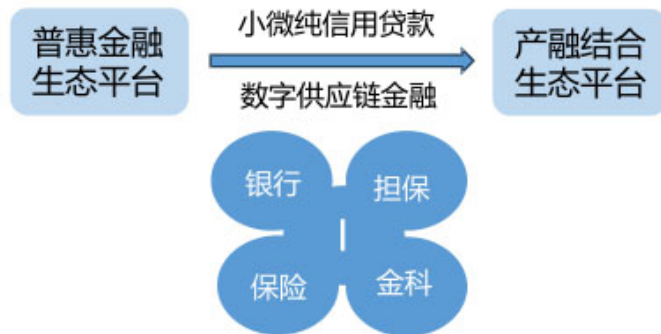 普惠金融
生态平台
小微纯信用贷款
数字供应链金融
产融结合
生态平台
银行
担保
保险
金科